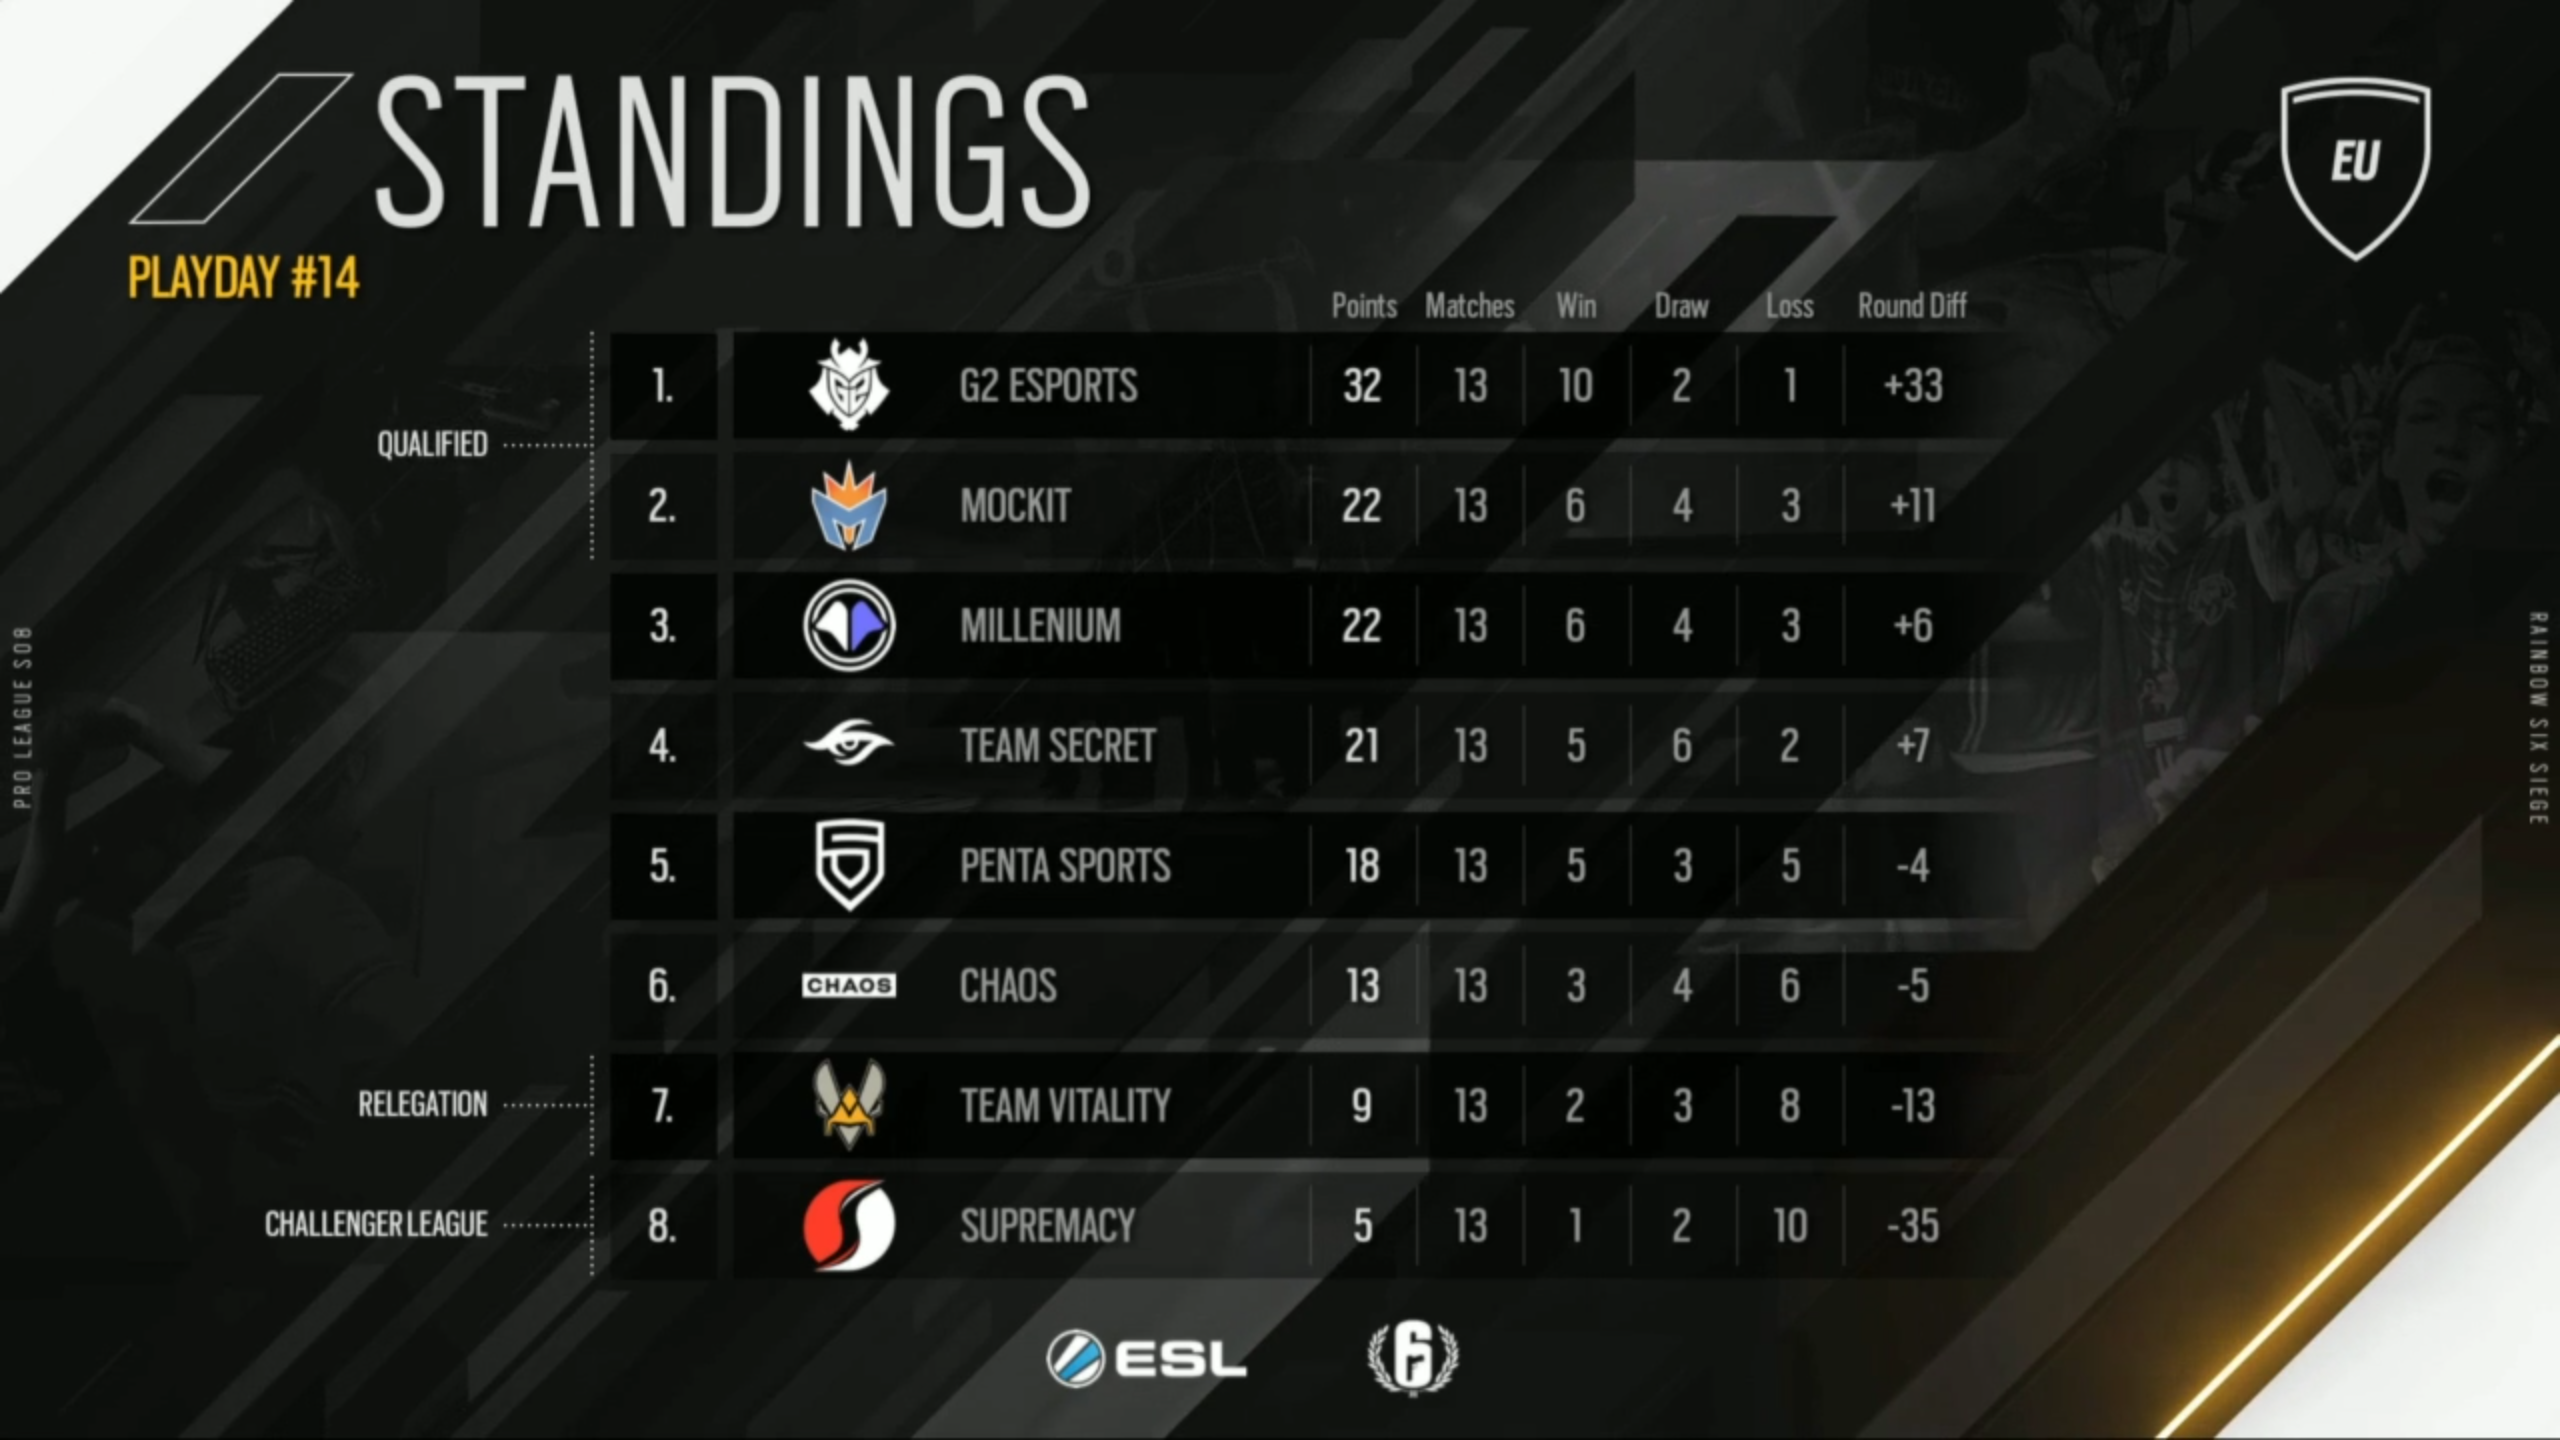 STANDINGS
EU
PLAYDAY #14
Points Matches Win Draw Loss Round Diff
1. G2 ESPORTS 32 13 10 2 1 +33
QUALIFIED
2. MOCKIT 22 13 6 4 3 +11
3. MILLENIUM 22 13 6 4 3 +6
4. TEAM SECRET 21 13 5 6 2 +7
5. PENTA SPORTS 18 13 5 3 5 -4
6. CHAOS CHAOS 13 13 3 4 6 -5
RELEGATION 7. TEAM VITALITY 9 13 2 3 8 -13
CHALLENGER LEAGUE 8. SUPREMACY 5 13 1 2 10 -35
PRO LEAGUE S08
RAINBOW SIX SIEGE
ESL 6